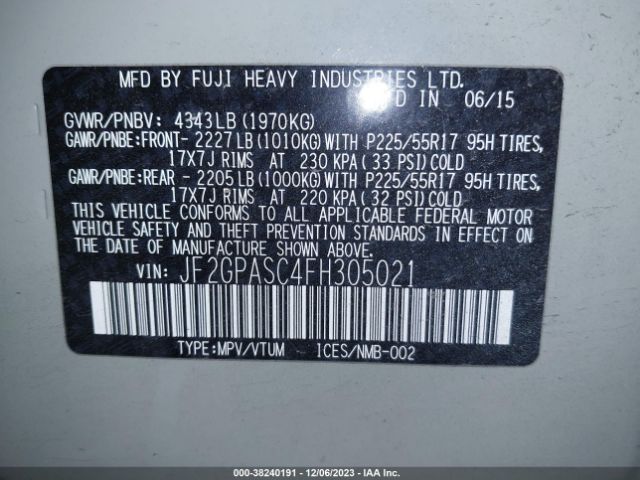 MFD BY FUJI HEAVY INDUSTRIES LTD.
MFD IN 06/15
GVWR/PNBV: 4343LB(1970KG)
GAWR/PNBE:FRONT- 2227LB(1010KG)WITH P225/55R17 95H TIRES,
17X7J RIMS AT 230 KPA(33 PSI)COLD
GAWR/PNBE:REAR - 2205LB(1000KG)WITH P225/55R17 95H TIRES,
17X7J RIMS AT 220 KPA(32 PSI)COLD
THIS VEHICLE CONFORMS TO ALL APPLICABLE FEDERAL MOTOR
VEHICLE SAFETY AND THEFT PREVENTION STANDARDS IN EFFECT ON THE
DATE OF MANUFACTURE SHOWN ABOVE.
VIN: JF2GPASC4FH305021
TYPE:MPV/VTUM ICES/NMB-002
000-38240191 - 12/06/2023 - IAA Inc.